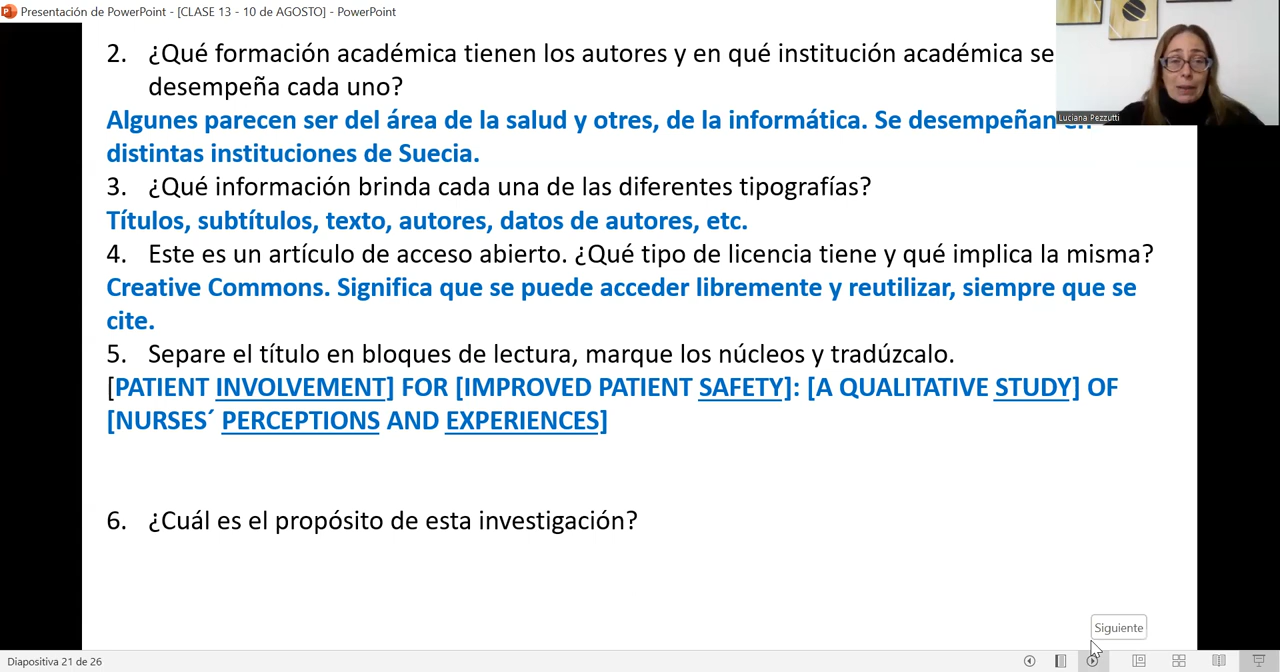 Presentación de PowerPoint - [CLASE 13 - 10 de AGOSTO] - PowerPoint
2. ¿Qué formación académica tienen los autores y en qué institución académica se
desempeña cada uno?
Algunes parecen ser del área de la salud y otres, de la informática. Se desempeñan en
distintas instituciones de Suecia.
Luciana Pezzutti
3. ¿Qué información brinda cada una de las diferentes tipografías?
Títulos, subtítulos, texto, autores, datos de autores, etc.
4. Este es un artículo de acceso abierto. ¿Qué tipo de licencia tiene y qué implica la misma?
Creative Commons. Significa que se puede acceder libremente y reutilizar, siempre que se
cite.
5. Separe el título en bloques de lectura, marque los núcleos y tradúzcalo.
[PATIENT INVOLVEMENT] FOR [IMPROVED PATIENT SAFETY]: [A QUALITATIVE STUDY] OF
[NURSES´ PERCEPTIONS AND EXPERIENCES]
6. ¿Cuál es el propósito de esta investigación?
Siguiente
Diapositiva 21 de 26